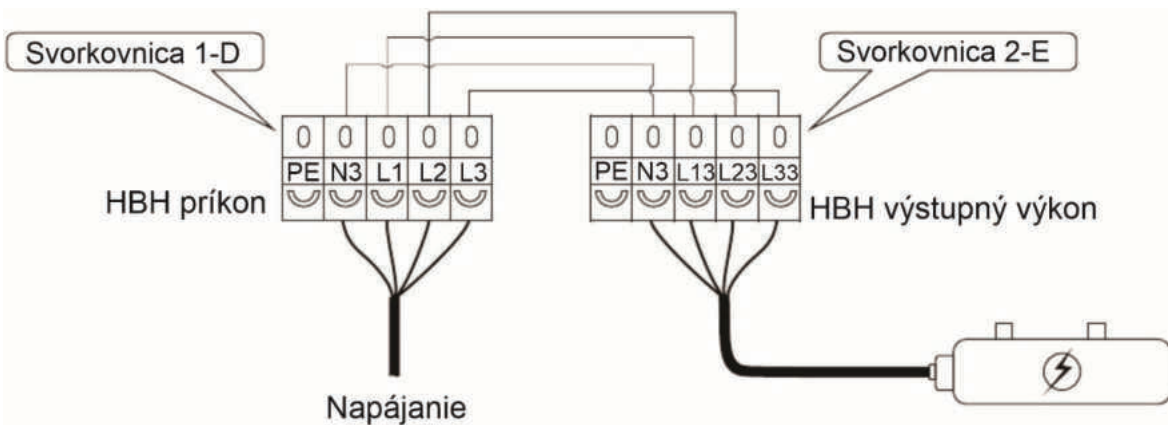 Svorkovnica 1-D
Svorkovnica 2-E
0 0 0 0 0
0 0 0 0 0
PE N3 L1 L2 L3
PE N3 L13 L23 L33
HBH príkon
HBH výstupný výkon
Napájanie